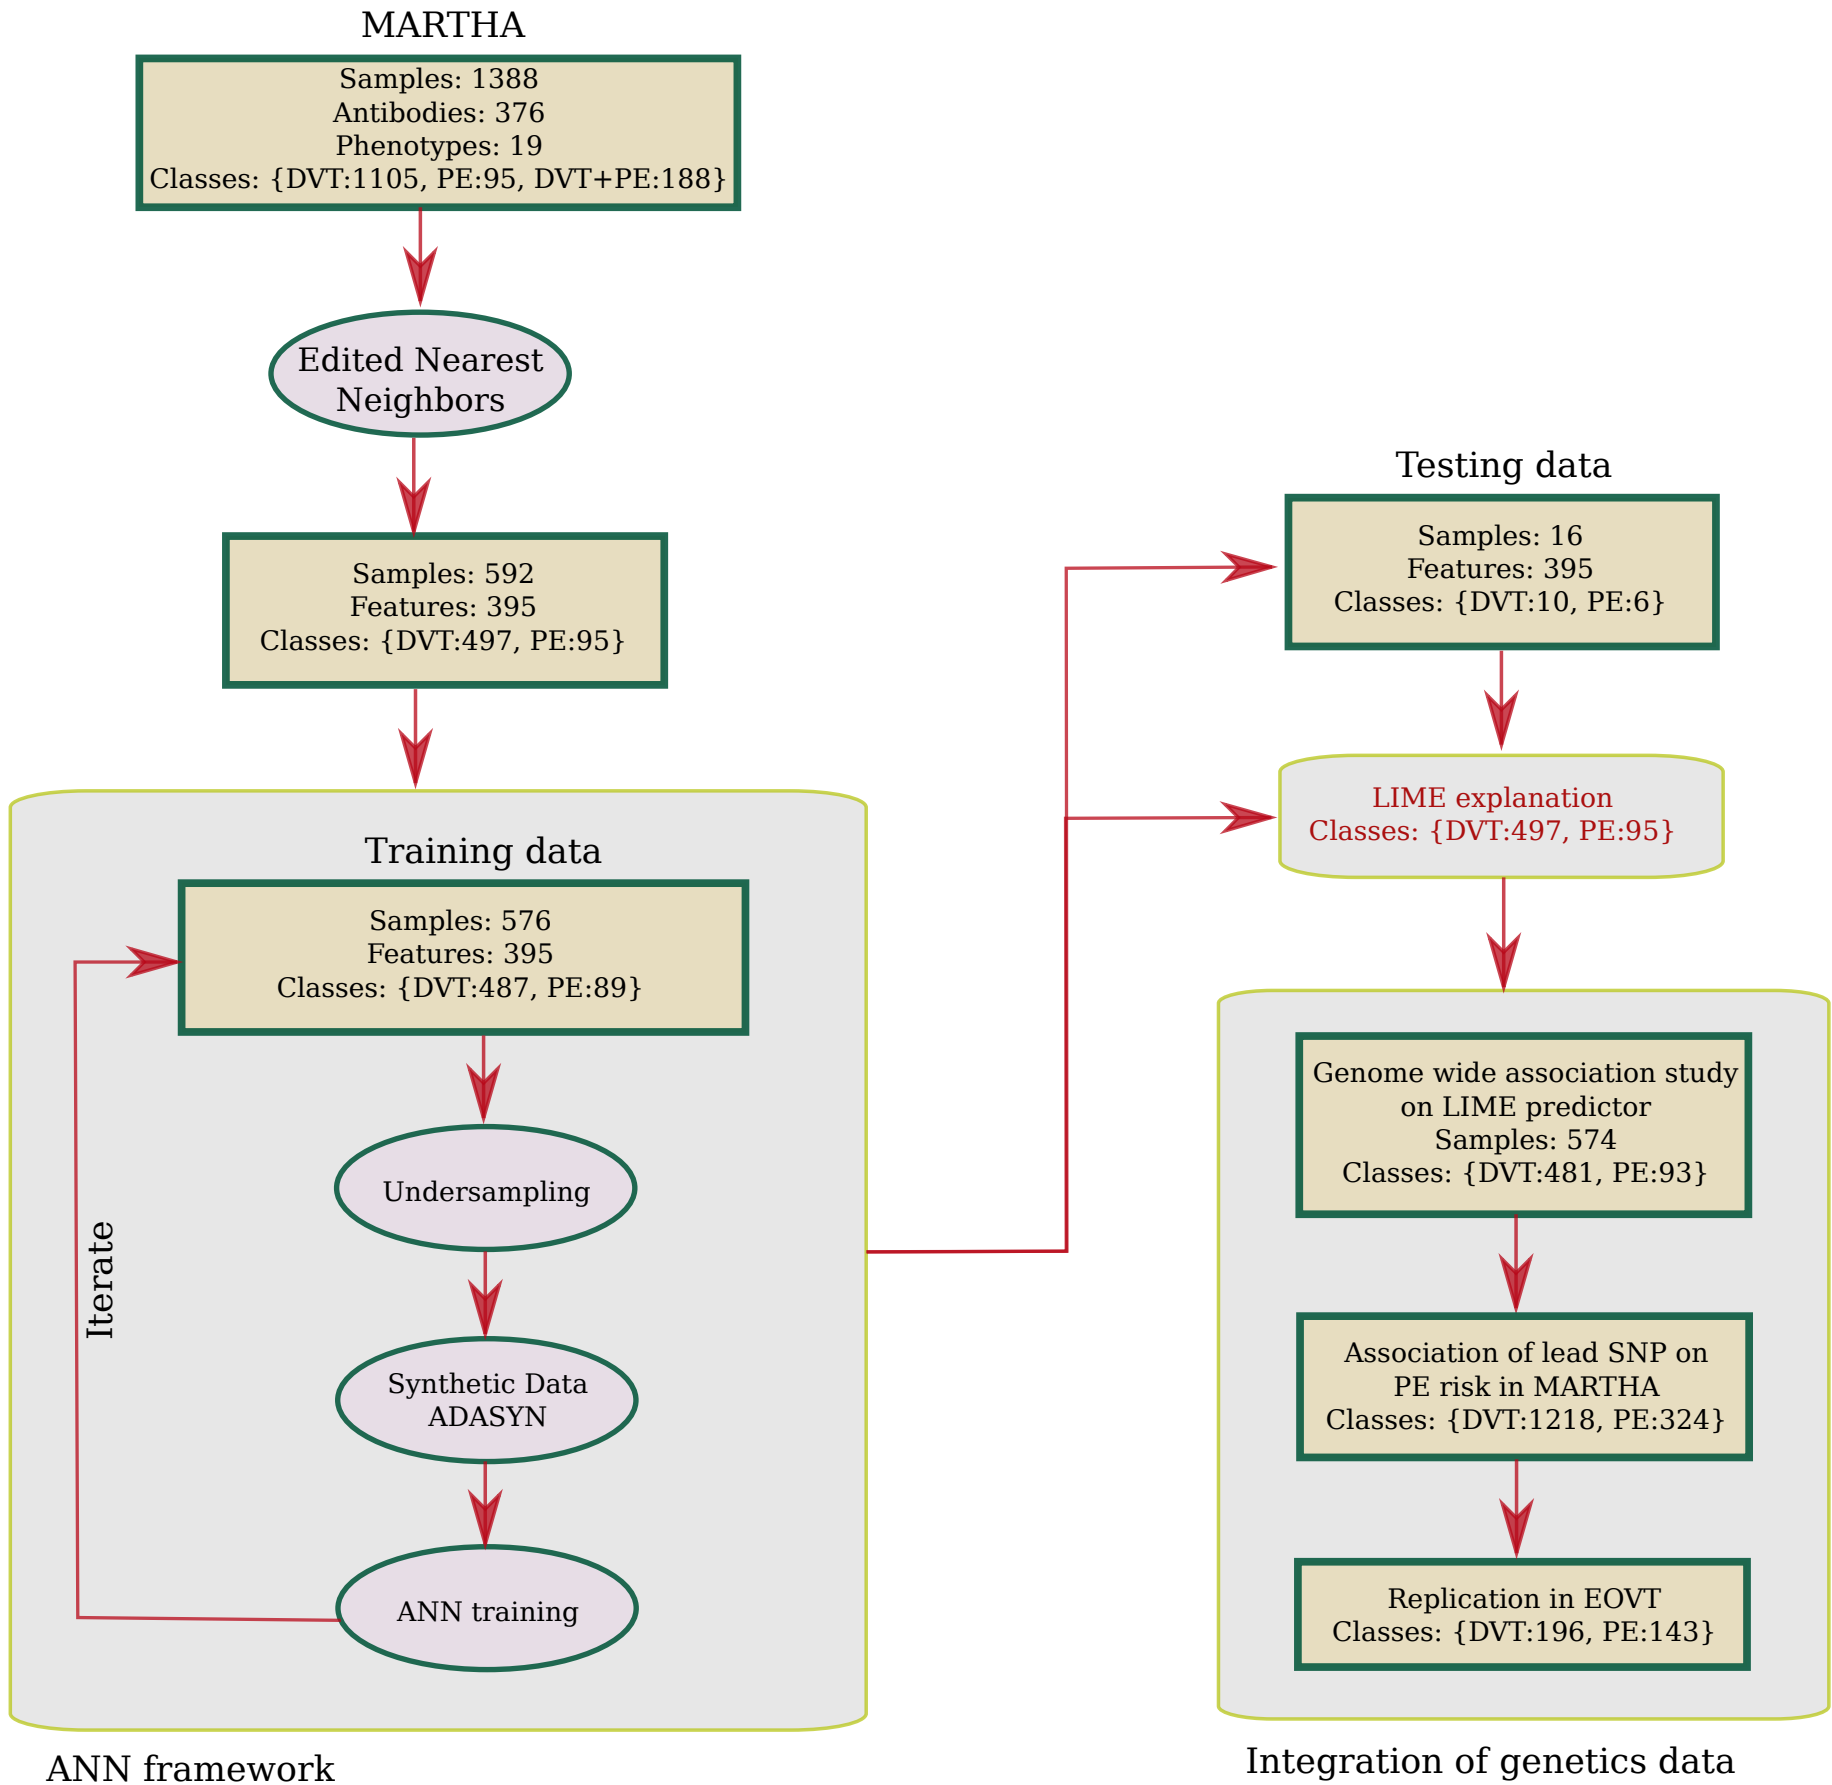 MARTHA
Samples: 1388
Antibodies: 376
Phenotypes: 19
Classes: {DVT:1105, PE:95, DVT+PE:188}
Edited Nearest
Neighbors
Samples: 592
Features: 395
Classes: {DVT:497, PE:95}
Training data
Samples: 576
Features: 395
Classes: {DVT:487, PE:89}
Undersampling
Synthetic Data
ADASYN
ANN training
Iterate
ANN framework
Testing data
Samples: 16
Features: 395
Classes: {DVT:10, PE:6}
LIME explanation
Classes: {DVT:497, PE:95}
Genome wide association study
on LIME predictor
Samples: 574
Classes: {DVT:481, PE:93}
Association of lead SNP on
PE risk in MARTHA
Classes: {DVT:1218, PE:324}
Replication in EOVT
Classes: {DVT:196, PE:143}
Integration of genetics data